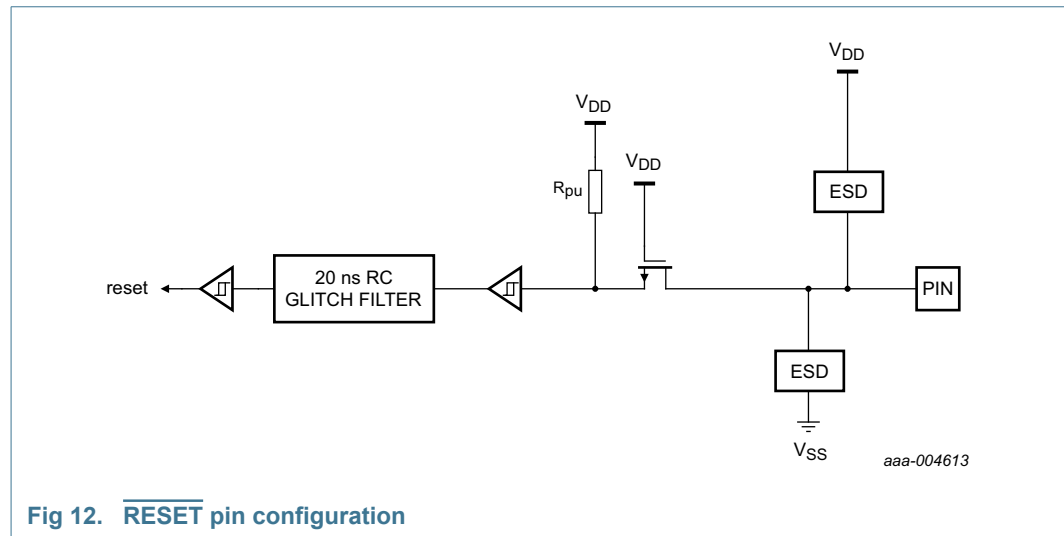 VDD
VDD
VDD
Rpu
ESD
reset
20 ns RC
GLITCH FILTER
PIN
ESD
VSS
aaa-004613
Fig 12. RESET pin configuration